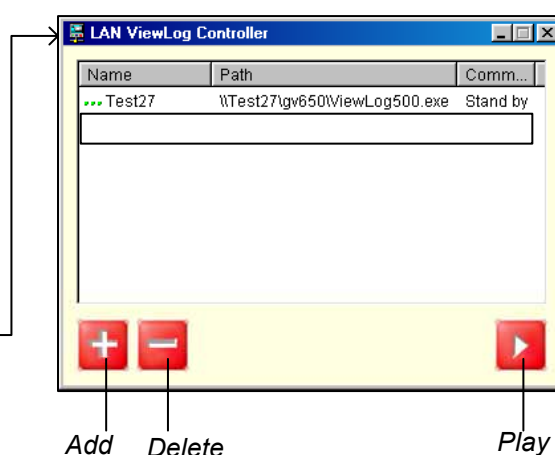 LAN ViewLog Controller
Name Path Comm...
Test27 \\Test27\gv650\ViewLog500.exe Stand by
Add Delete Play